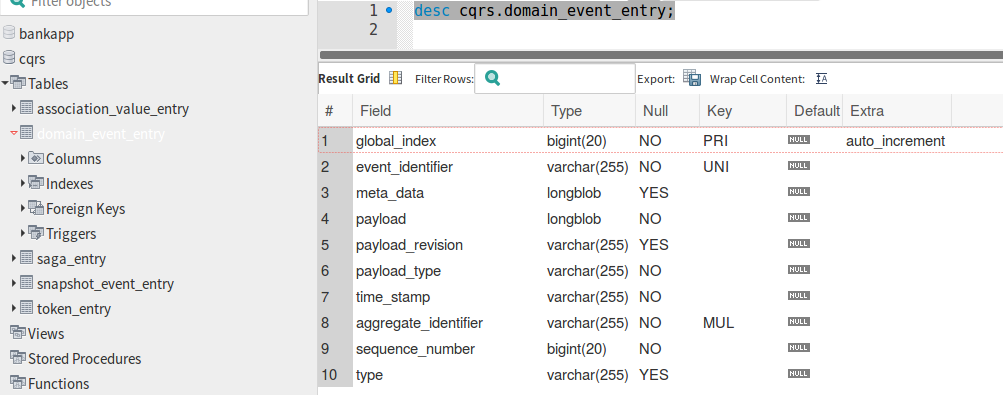 Filter objects
bankapp
cqrs
Tables
association_value_entry
domain_event_entry
Columns
Indexes
Foreign Keys
Triggers
saga_entry
snapshot_event_entry
token_entry
Views
Stored Procedures
Functions
1 desc cqrs.domain_event_entry;
2
Result Grid Filter Rows: Export: Wrap Cell Content: IA
# Field Type Null Key Default Extra
1 global_index bigint(20) NO PRI NULL auto_increment
2 event_identifier varchar(255) NO UNI NULL
3 meta_data longblob YES NULL
4 payload longblob NO NULL
5 payload_revision varchar(255) YES NULL
6 payload_type varchar(255) NO NULL
7 time_stamp varchar(255) NO NULL
8 aggregate_identifier varchar(255) NO MUL NULL
9 sequence_number bigint(20) NO NULL
10 type varchar(255) YES NULL